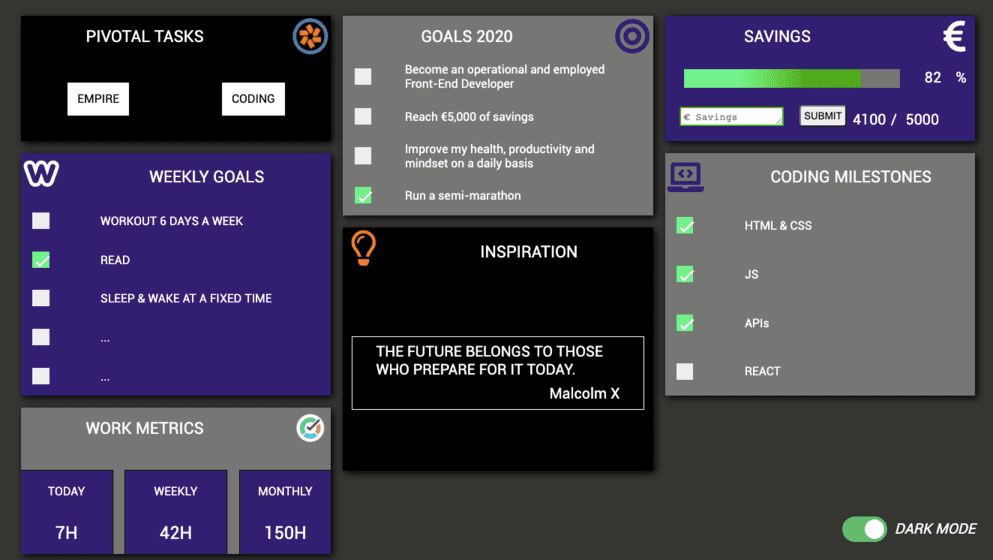 PIVOTAL TASKS
EMPIRE
CODING
WEEKLY GOALS
WORKOUT 6 DAYS A WEEK
READ
SLEEP & WAKE AT A FIXED TIME
...
...
WORK METRICS
TODAY
7H
WEEKLY
42H
MONTHLY
150H
GOALS 2020
Become an operational and employed
Front-End Developer
Reach €5,000 of savings
Improve my health, productivity and
mindset on a daily basis
Run a semi-marathon
INSPIRATION
THE FUTURE BELONGS TO THOSE
WHO PREPARE FOR IT TODAY.
Malcolm X
SAVINGS
€
82 %
€ Savings
SUBMIT
4100 / 5000
CODING MILESTONES
HTML & CSS
JS
APIs
REACT
DARK MODE